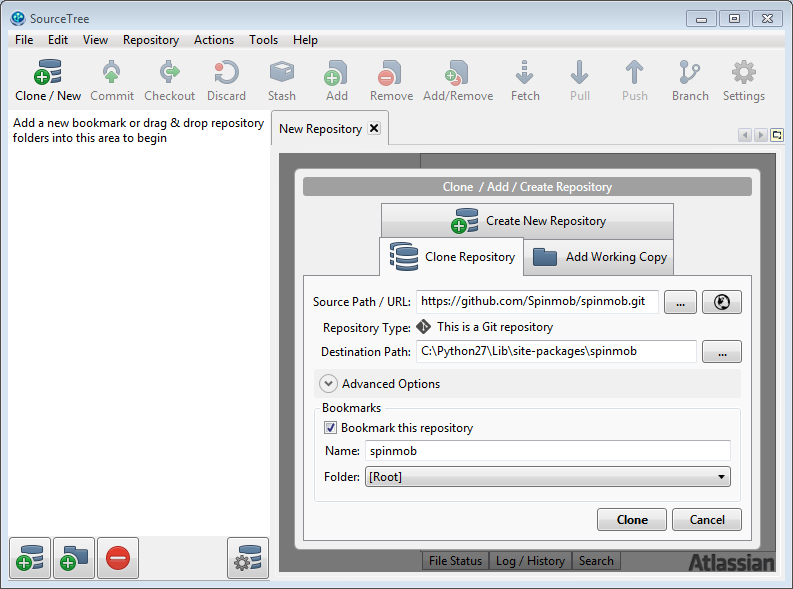 SourceTree
File Edit View Repository Actions Tools Help
Clone / New Commit Checkout Discard Stash Add Remove Add/Remove Fetch Pull Push Branch Settings
Add a new bookmark or drag & drop repository
folders into this area to begin
New Repository
Clone / Add / Create Repository
Create New Repository
Clone Repository Add Working Copy
Source Path / URL: https://github.com/Spinmob/spinmob.git ...
Repository Type: This is a Git repository
Destination Path: C:\Python27\Lib\site-packages\spinmob ...
Advanced Options
Bookmarks
Bookmark this repository
Name: spinmob
Folder: [Root]
Clone Cancel
File Status Log / History Search Atlassian